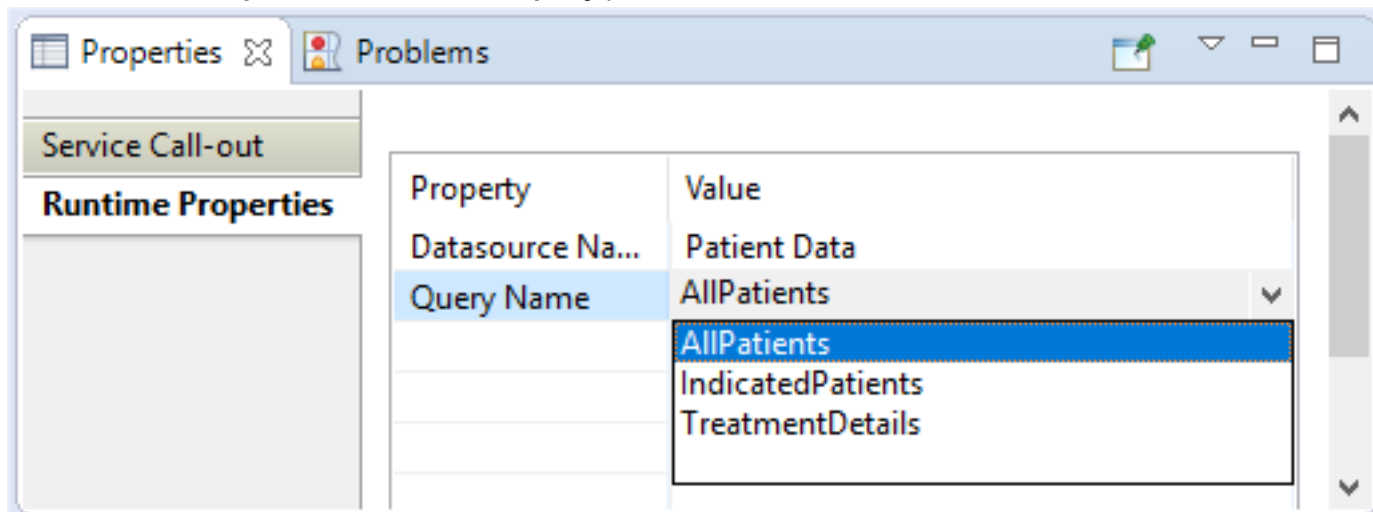 Properties Problems
Service Call-out
Runtime Properties
Property Value
Datasource Na... Patient Data
Query Name AllPatients
AllPatients
IndicatedPatients
TreatmentDetails